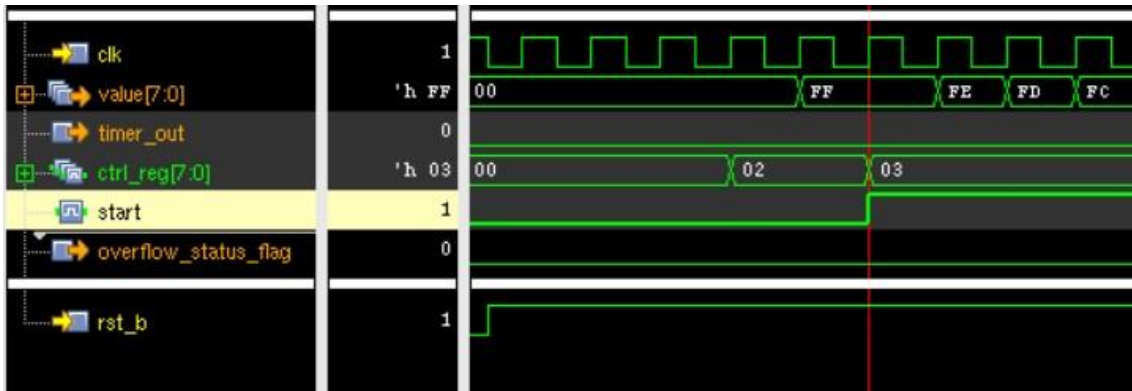 clk 1
value[7:0] 'h FF 00 FF FE FD FC
timer_out 0
ctrl_reg[7:0] 'h 03 00 02 03
start 1
overflow_status_flag 0
rst_b 1